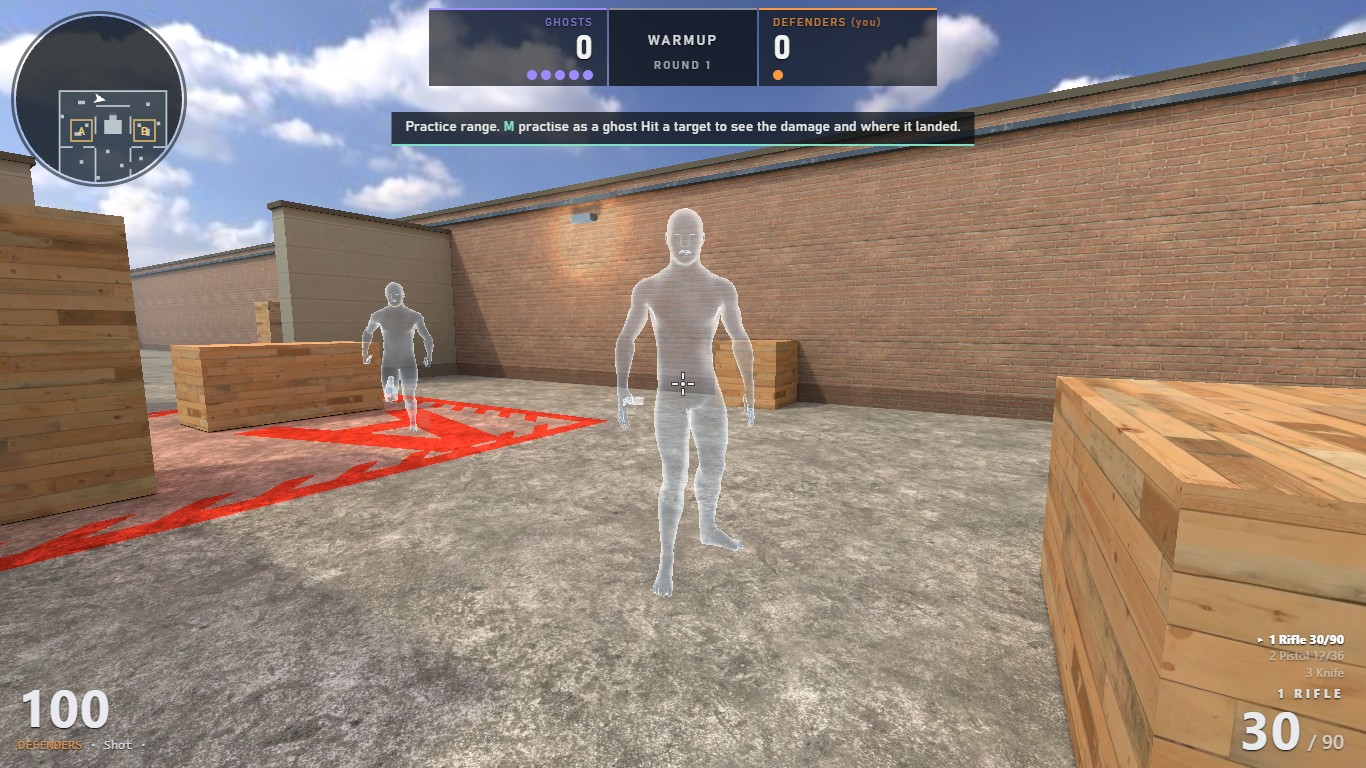 GHOSTS
0
WARMUP
ROUND 1
DEFENDERS (you)
0
Practice range. M practise as a ghost Hit a target to see the damage and where it landed.
A
B
1 Rifle 30/90
2 Pistol 12/36
3 Knife
1 RIFLE
30 / 90
100
DEFENDERS · Shot ·